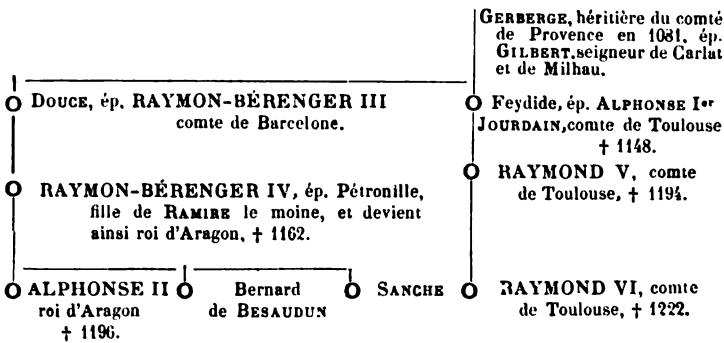 GERBERGE, héritière du comté
de Provence en 1081, ép.
GILBERT, seigneur de Carlat
et de Milhau.
DOUCE, ép. RAYMON-BÉRENGER III
comte de Barcelone.
Feydide, ép. ALPHONSE Ier
JOURDAIN, comte de Toulouse
† 1148.
RAYMON-BÉRENGER IV, ép. Pétronille,
fille de RAMIRE le moine, et devient
ainsi roi d'Aragon, † 1162.
RAYMOND V, comte
de Toulouse, † 1194.
ALPHONSE II
roi d'Aragon
† 1196.
Bernard
de BESAUDUN
SANCHE
RAYMOND VI, comte
de Toulouse, † 1222.